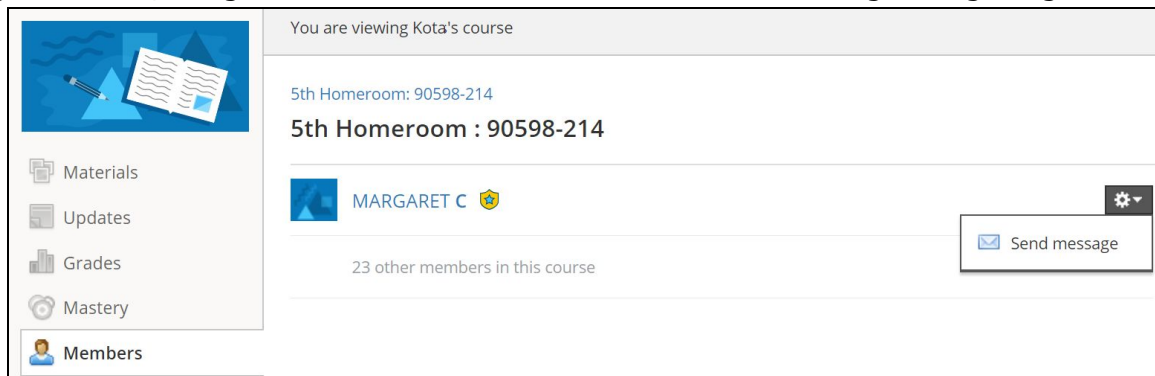 You are viewing Kota's course
5th Homeroom: 90598-214
5th Homeroom : 90598-214
Materials
Updates
Grades
Mastery
Members
MARGARET C
Send message
23 other members in this course